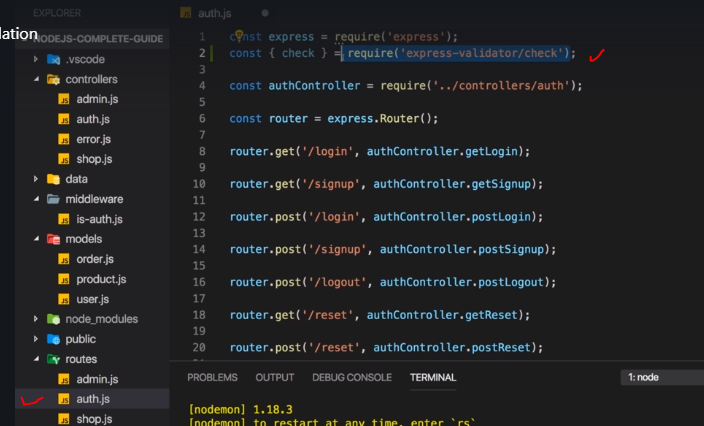 EXPLORER
lation
NODEJS-COMPLETE-GUIDE
.vscode
controllers
admin.js
auth.js
error.js
shop.js
data
middleware
is-auth.js
models
order.js
product.js
user.js
node_modules
public
routes
admin.js
auth.js
shop.js
auth.js
1 const express = require('express');
2 const { check } = require('express-validator/check');
3
4 const authController = require('../controllers/auth');
5
6 const router = express.Router();
7
8 router.get('/login', authController.getLogin);
9
10 router.get('/signup', authController.getSignup);
11
12 router.post('/login', authController.postLogin);
13
14 router.post('/signup', authController.postSignup);
15
16 router.post('/logout', authController.postLogout);
17
18 router.get('/reset', authController.getReset);
19
20 router.post('/reset', authController.postReset);
PROBLEMS OUTPUT DEBUG CONSOLE TERMINAL 1: node
[nodemon] 1.18.3
[nodemon] to restart at any time, enter `rs`